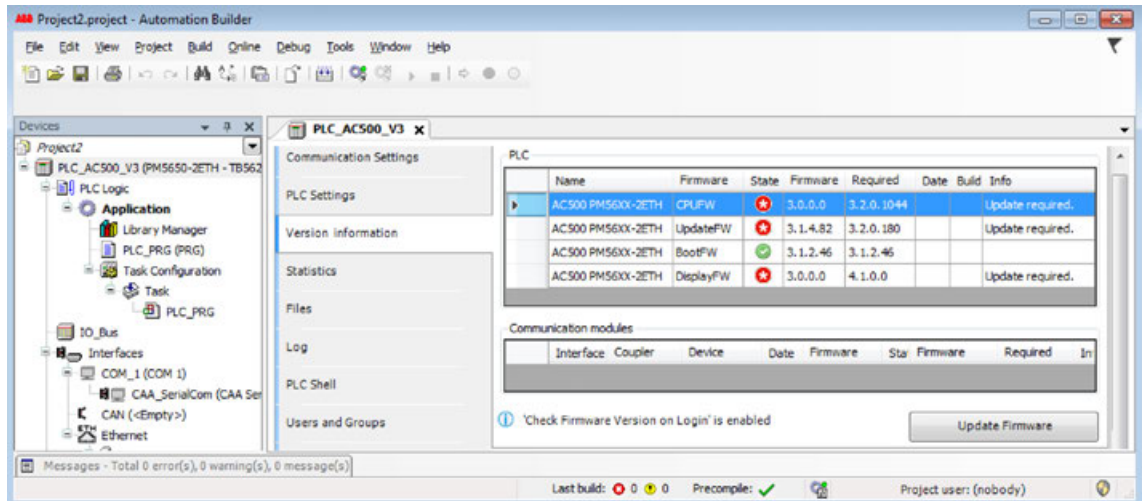 ABB Project2.project - Automation Builder
File Edit View Project Build Online Debug Tools Window Help
Devices
Project2
PLC_AC500_V3 (PM5650-2ETH - TB562
PLC Logic
Application
Library Manager
PLC_PRG (PRG)
Task Configuration
Task
PLC_PRG
IO_Bus
Interfaces
COM_1 (COM 1)
CAA_SerialCom (CAA Ser
CAN (<Empty>)
ETH Ethernet
PLC_AC500_V3 X
Communication Settings
PLC Settings
Version information
Statistics
Files
Log
PLC Shell
Users and Groups
PLC
Name Firmware State Firmware Required Date Build Info
AC500 PM56XX-2ETH CPUFW 3.0.0.0 3.2.0.1044 Update required.
AC500 PM56XX-2ETH UpdateFW 3.1.4.82 3.2.0.180 Update required.
AC500 PM56XX-2ETH BootFW 3.1.2.46 3.1.2.46
AC500 PM56XX-2ETH DisplayFW 3.0.0.0 4.1.0.0 Update required.
Communication modules
Interface Coupler Device Date Firmware Sta Firmware Required In
'Check Firmware Version on Login' is enabled
Update Firmware
Messages - Total 0 error(s), 0 warning(s), 0 message(s)
Last build: 0 0 Precompile: Project user: (nobody)